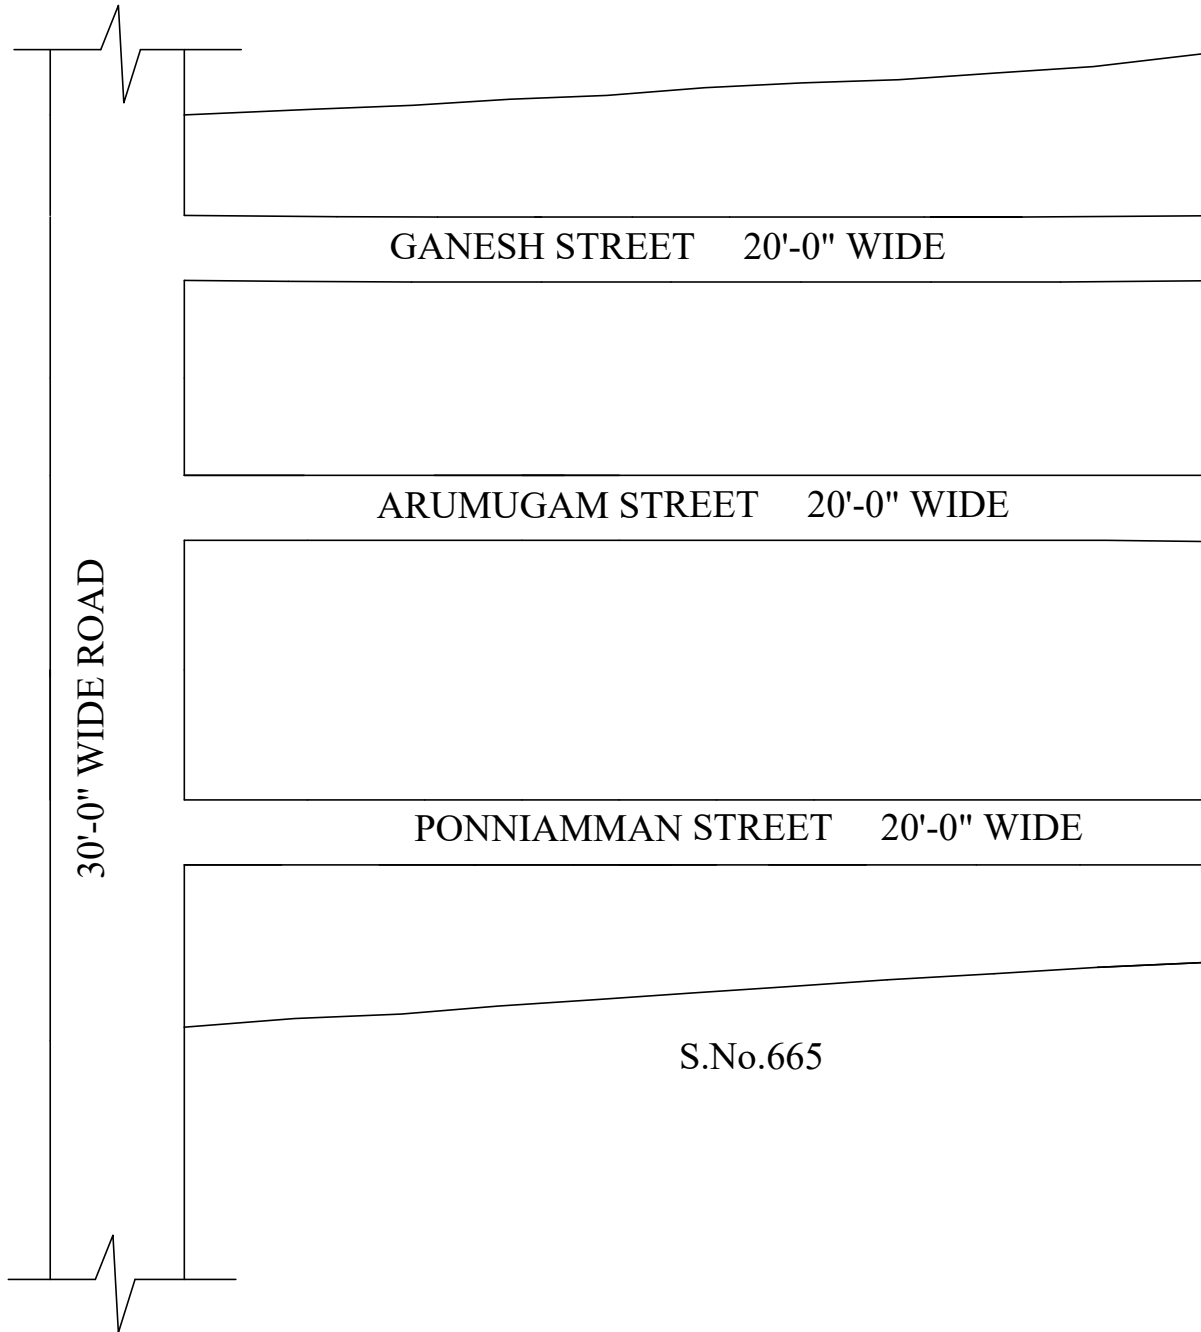 GANESH STREET 20'-0" WIDE
ARUMUGAM STREET 20'-0" WIDE
30'-0" WIDE ROAD
PONNIAMMAN STREET 20'-0" WIDE
S.No.665